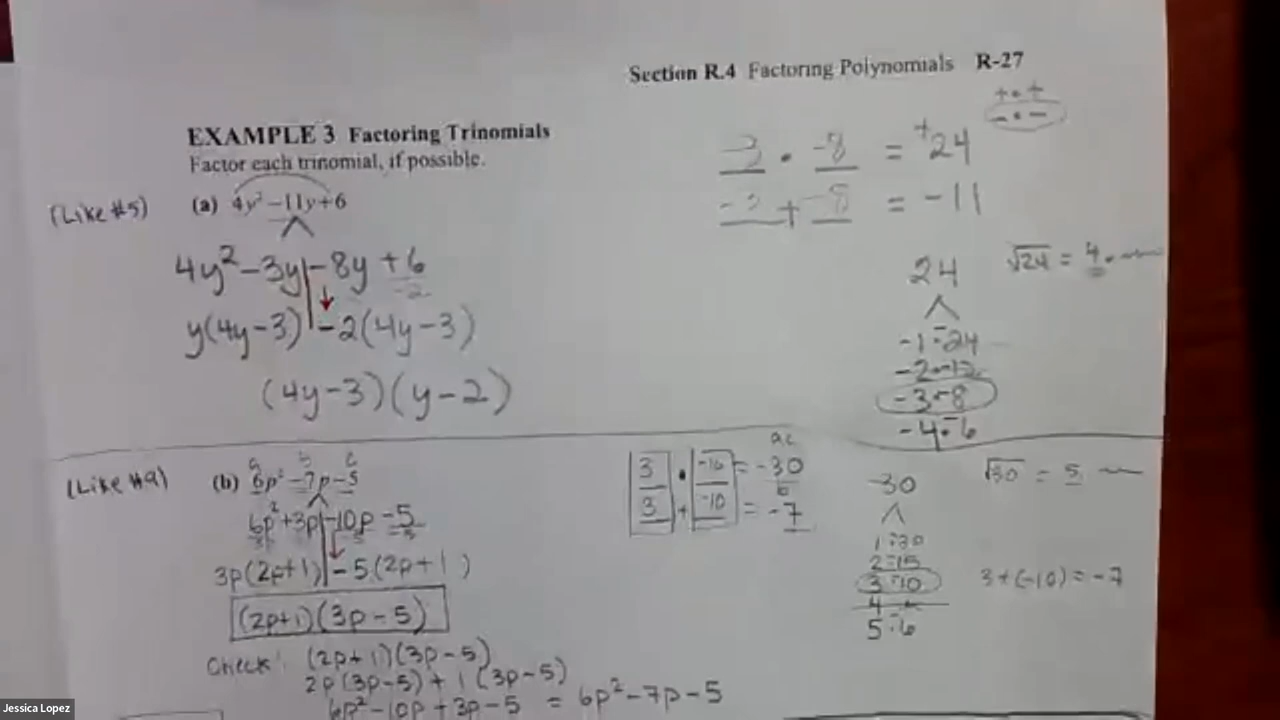 Section R.4 Factoring Polynomials R-27
+ • +
- • -
EXAMPLE 3 Factoring Trinomials
Factor each trinomial, if possible.
(Like #5) (a) 4y² − 11y + 6
-3 • -8 = +24
-3 + -8 = -11
4y² - 3y - 8y + 6
-2
y(4y-3) - 2(4y-3)
(4y-3)(y-2)
24
√24 = 4.
-1 • -24
-2 • -12
-3 • -8
-4 • -6
(Like #9) (b) 6p² − 7p − 5
a b c
6p² + 3p - 10p - 5
3p(2p+1) - 5(2p+1)
(2p+1)(3p-5)
Check: (2p+1)(3p-5)
2p(3p-5) + 1(3p-5)
6p² - 10p + 3p - 5 = 6p² - 7p - 5
ac
3 • -10 = -30
b
3 + -10 = -7
-30
√30 = 5
1 • -30
2 • -15
3 • -10
4
5 • -6
3 + (-10) = -7
Jessica Lopez